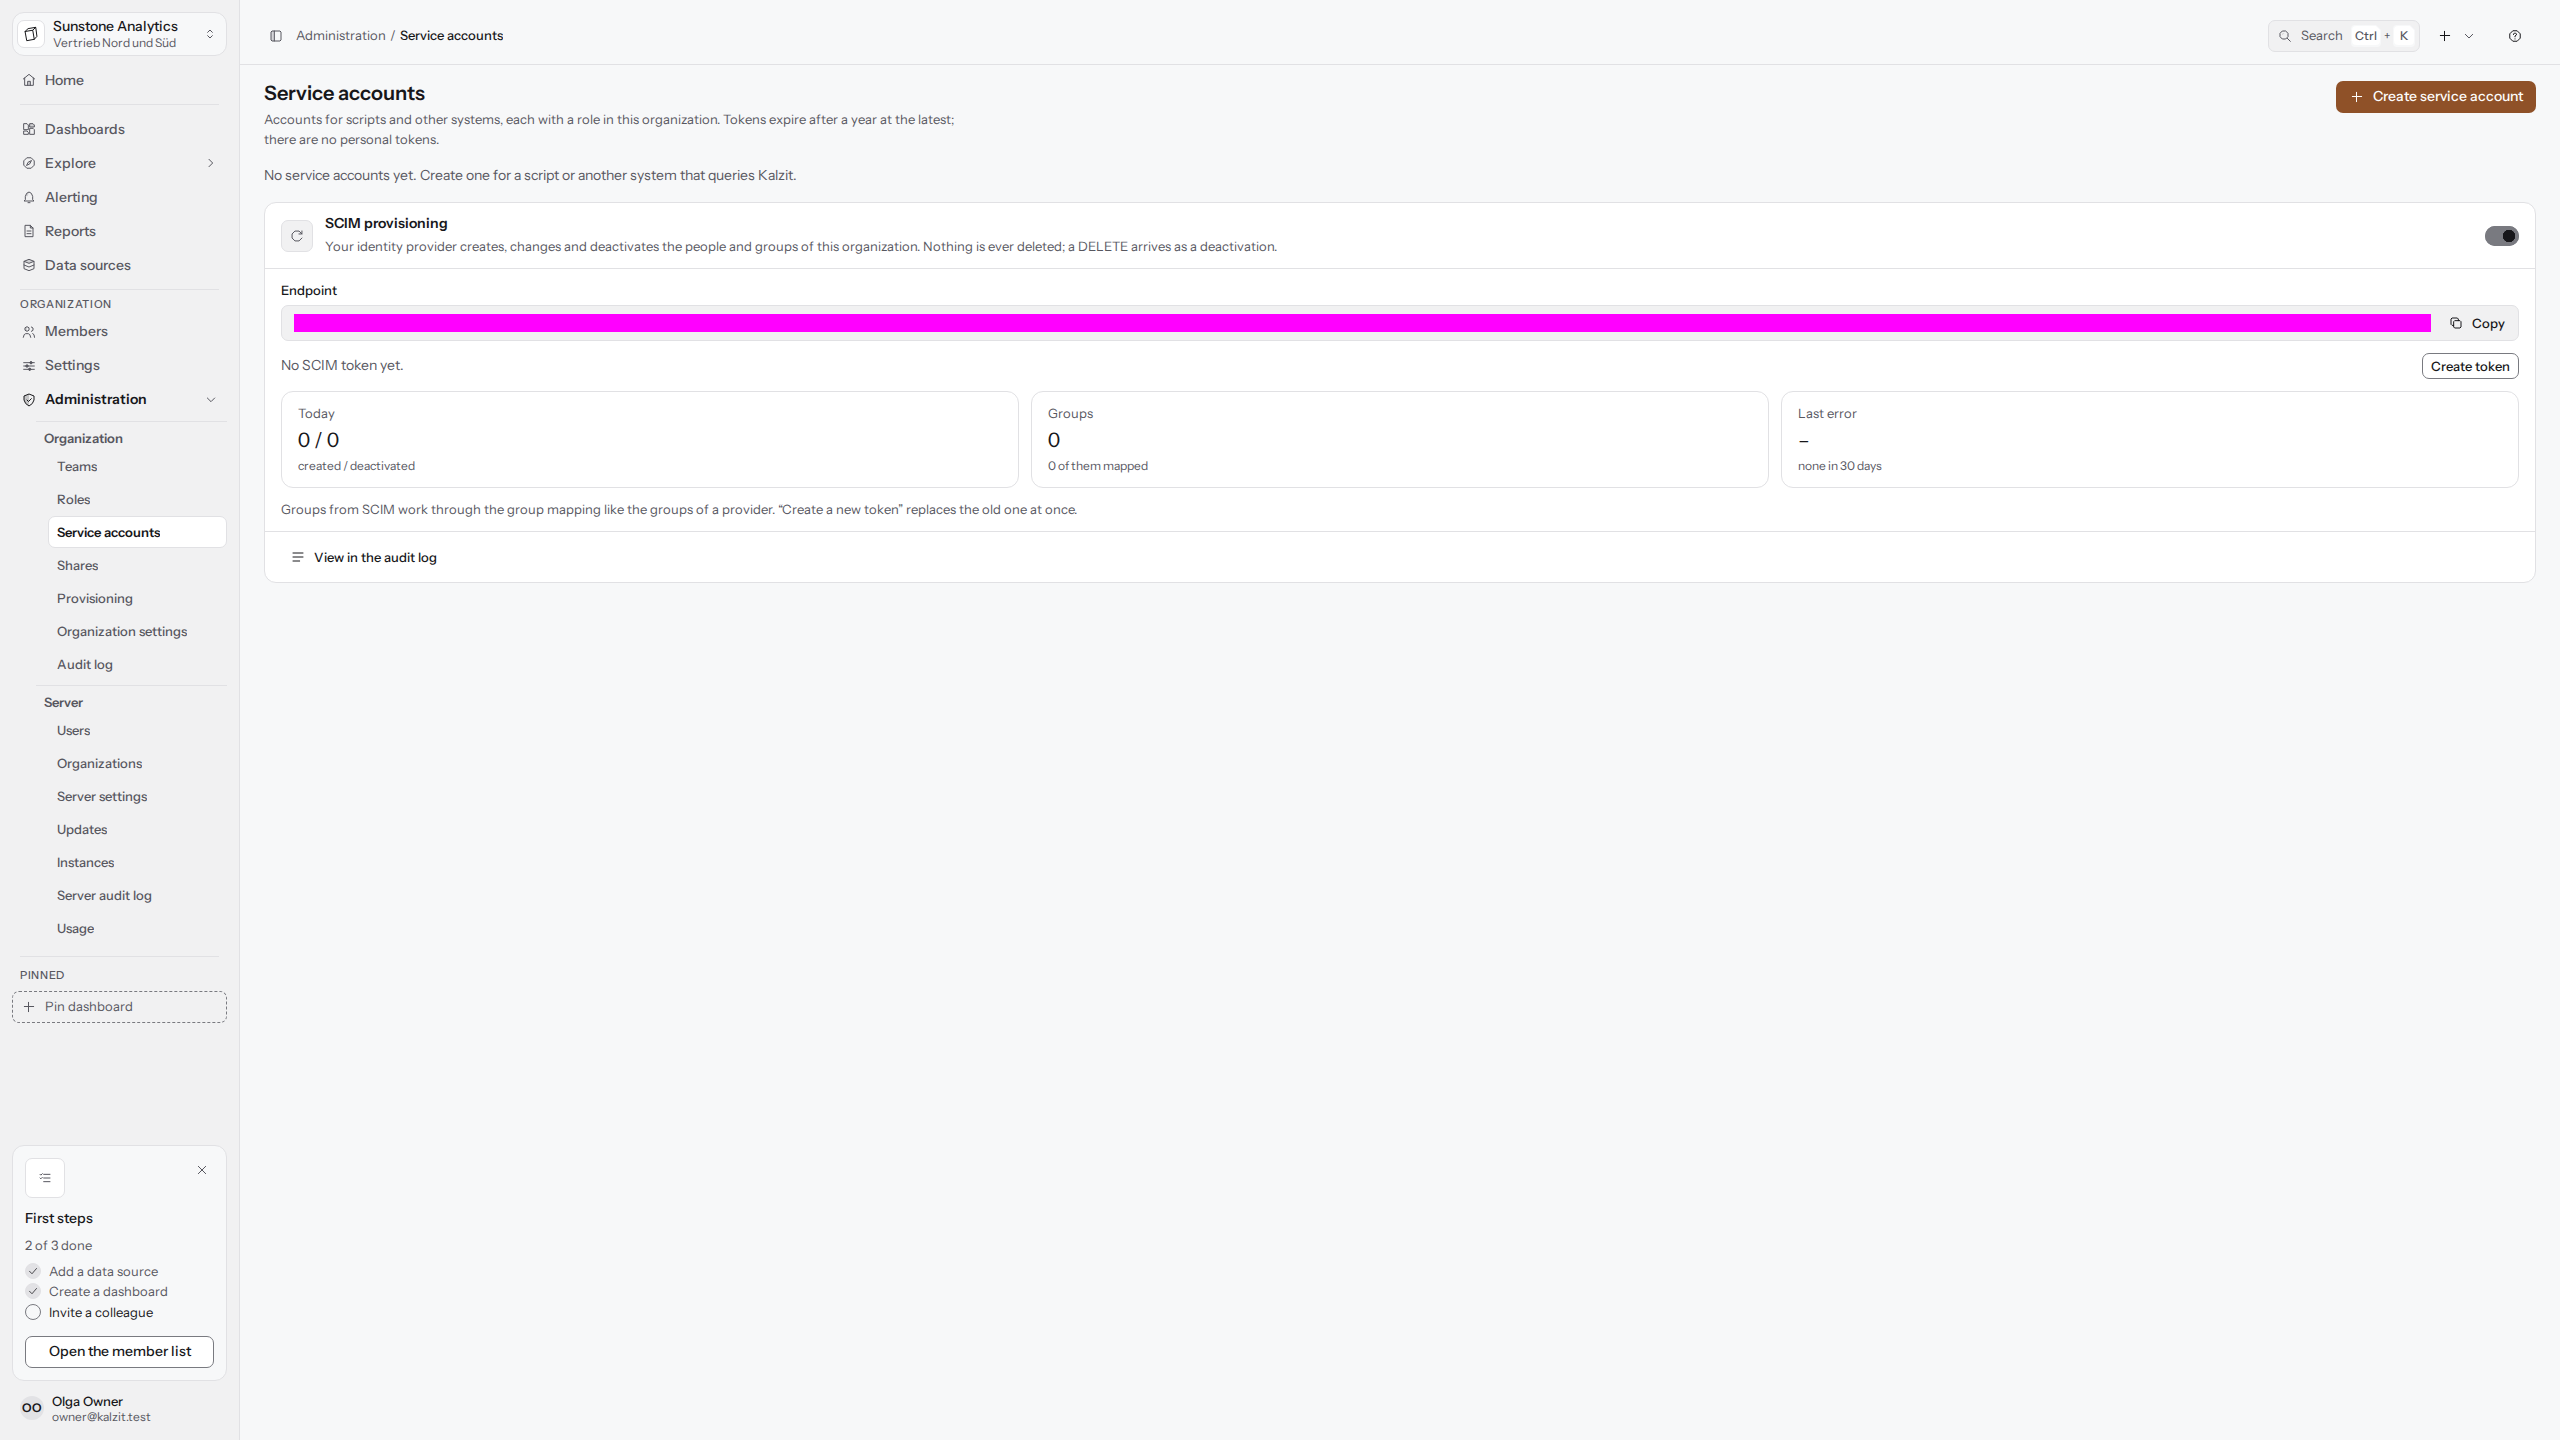 Sunstone Analytics
Vertrieb Nord und Süd
Home
Dashboards
Explore
Alerting
Reports
Data sources
ORGANIZATION
Members
Settings
Administration
Organization
Teams
Roles
Service accounts
Shares
Provisioning
Organization settings
Audit log
Server
Users
Organizations
Server settings
Updates
Instances
Server audit log
Usage
PINNED
Pin dashboard
First steps
2 of 3 done
Add a data source
Create a dashboard
Invite a colleague
Open the member list
OO
Olga Owner
owner@kalzit.test
Administration / Service accounts
Search Ctrl + K
Service accounts
Create service account
Accounts for scripts and other systems, each with a role in this organization. Tokens expire after a year at the latest;
there are no personal tokens.
No service accounts yet. Create one for a script or another system that queries Kalzit.
SCIM provisioning
Your identity provider creates, changes and deactivates the people and groups of this organization. Nothing is ever deleted; a DELETE arrives as a deactivation.
Endpoint
Copy
No SCIM token yet.
Create token
Today
0 / 0
created / deactivated
Groups
0
0 of them mapped
Last error
–
none in 30 days
Groups from SCIM work through the group mapping like the groups of a provider. “Create a new token” replaces the old one at once.
View in the audit log